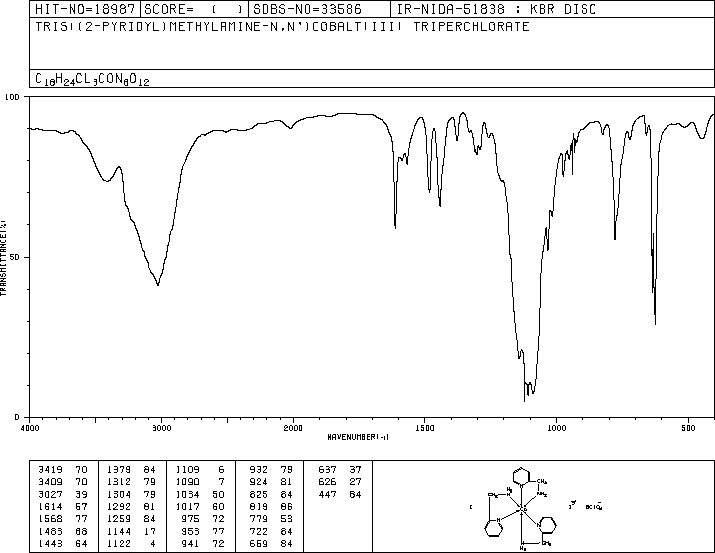 HIT-NO=18987 SCORE= ( ) SDBS-NO=33586 IR-NIDA-51838 : KBR DISC
TRIS((2-PYRIDYL)METHYLAMINE-N,N')COBALT(III) TRIPERCHLORATE
C18H24CL3CON6O12
100
50
0
TRANSMITTANCE(%)
4000 3000 2000 1500 1000 500
WAVENUMBER(-1)
3419 70 1379 84 1109 6 932 79 637 37
3409 70 1312 79 1090 7 924 81 626 27
3027 39 1304 79 1034 50 825 84 447 84
1614 57 1292 81 1017 60 819 86
1568 77 1259 84 975 72 779 53
1483 68 1144 17 953 77 722 84
1443 64 1122 4 941 72 669 84